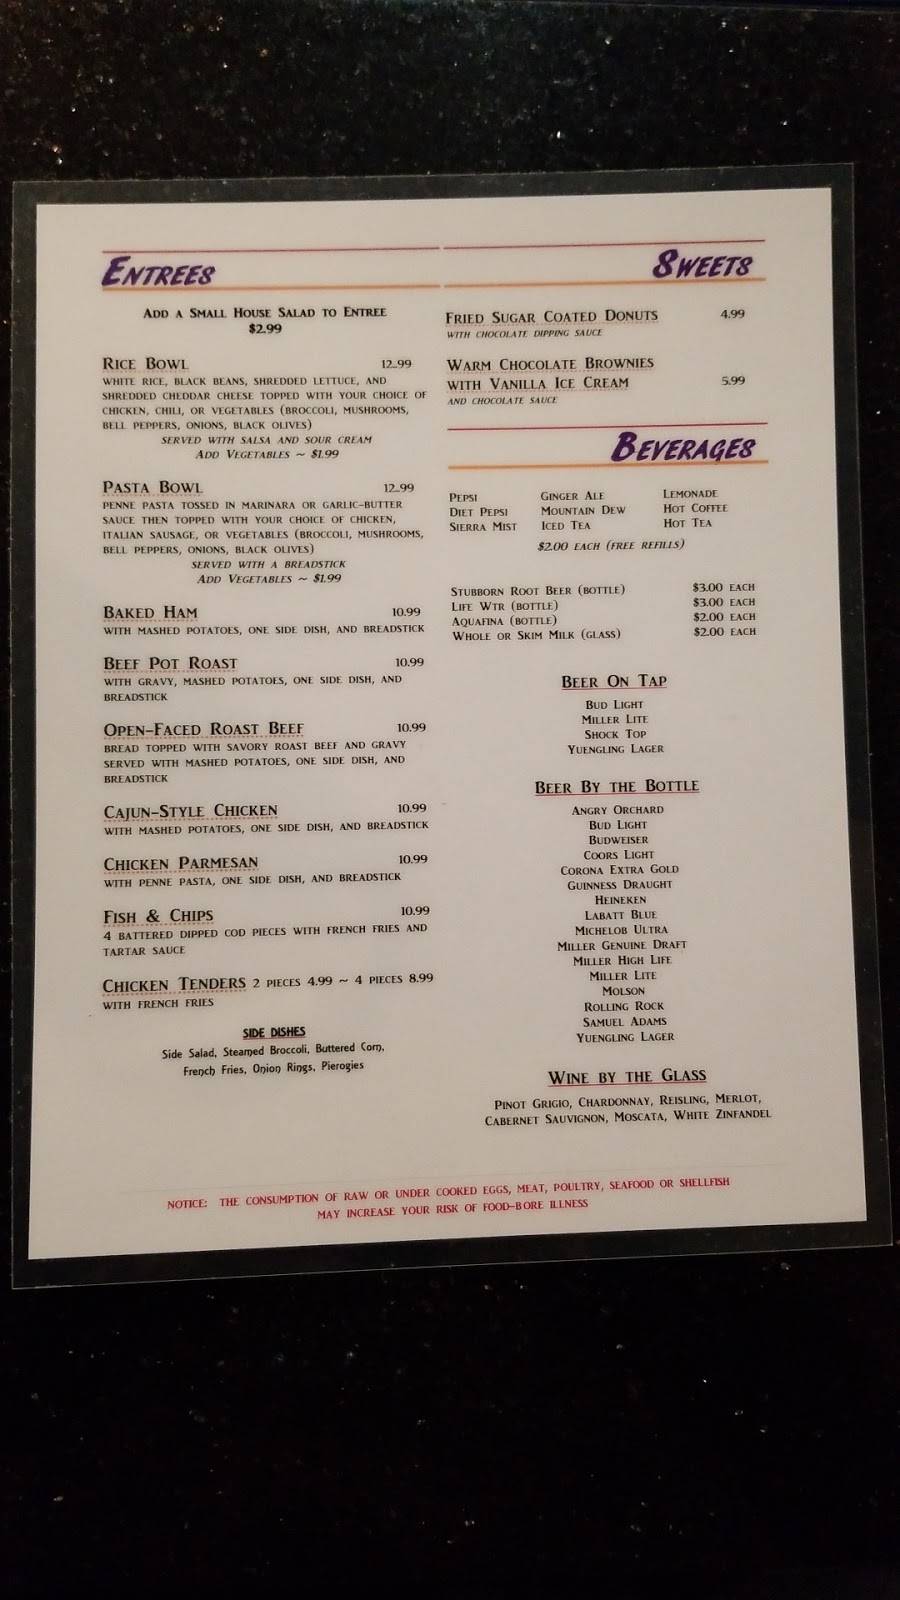 Entrees
Add a Small House Salad to Entree
$2.99
Rice Bowl 12.99
white rice, black beans, shredded lettuce, and
shredded cheddar cheese topped with your choice of
chicken, chili, or vegetables (broccoli, mushrooms,
bell peppers, onions, black olives)
served with salsa and sour cream
Add Vegetables ~ $1.99
Pasta Bowl 12.99
penne pasta tossed in marinara or garlic-butter
sauce then topped with your choice of chicken,
italian sausage, or vegetables (broccoli, mushrooms,
bell peppers, onions, black olives)
served with a breadstick
Add Vegetables ~ $1.99
Baked Ham 10.99
with mashed potatoes, one side dish, and breadstick
Beef Pot Roast 10.99
with gravy, mashed potatoes, one side dish, and
breadstick
Open-Faced Roast Beef 10.99
bread topped with savory roast beef and gravy
served with mashed potatoes, one side dish, and
breadstick
Cajun-Style Chicken 10.99
with mashed potatoes, one side dish, and breadstick
Chicken Parmesan 10.99
with penne pasta, one side dish, and breadstick
Fish & Chips 10.99
4 battered dipped cod pieces with french fries and
tartar sauce
Chicken Tenders 2 pieces 4.99 ~ 4 pieces 8.99
with french fries
SIDE DISHES
Side Salad, Steamed Broccoli, Buttered Corn,
French Fries, Onion Rings, Pierogies
Sweets
Fried Sugar Coated Donuts 4.99
with chocolate dipping sauce
Warm Chocolate Brownies
with Vanilla Ice Cream 5.99
and chocolate sauce
Beverages
Pepsi Ginger Ale Lemonade
Diet Pepsi Mountain Dew Hot Coffee
Sierra Mist Iced Tea Hot Tea
$2.00 each (free refills)
Stubborn Root Beer (bottle) $3.00 each
Life Wtr (bottle) $3.00 each
Aquafina (bottle) $2.00 each
Whole or Skim Milk (glass) $2.00 each
Beer On Tap
Bud Light
Miller Lite
Shock Top
Yuengling Lager
Beer By the Bottle
Angry Orchard
Bud Light
Budweiser
Coors Light
Corona Extra Gold
Guinness Draught
Heineken
Labatt Blue
Michelob Ultra
Miller Genuine Draft
Miller High Life
Miller Lite
Molson
Rolling Rock
Samuel Adams
Yuengling Lager
Wine by the Glass
Pinot Grigio, Chardonnay, Reisling, Merlot,
Cabernet Sauvignon, Moscata, White Zinfandel
NOTICE: THE CONSUMPTION OF RAW OR UNDER COOKED EGGS, MEAT, POULTRY, SEAFOOD OR SHELLFISH
MAY INCREASE YOUR RISK OF FOOD-BORE ILLNESS